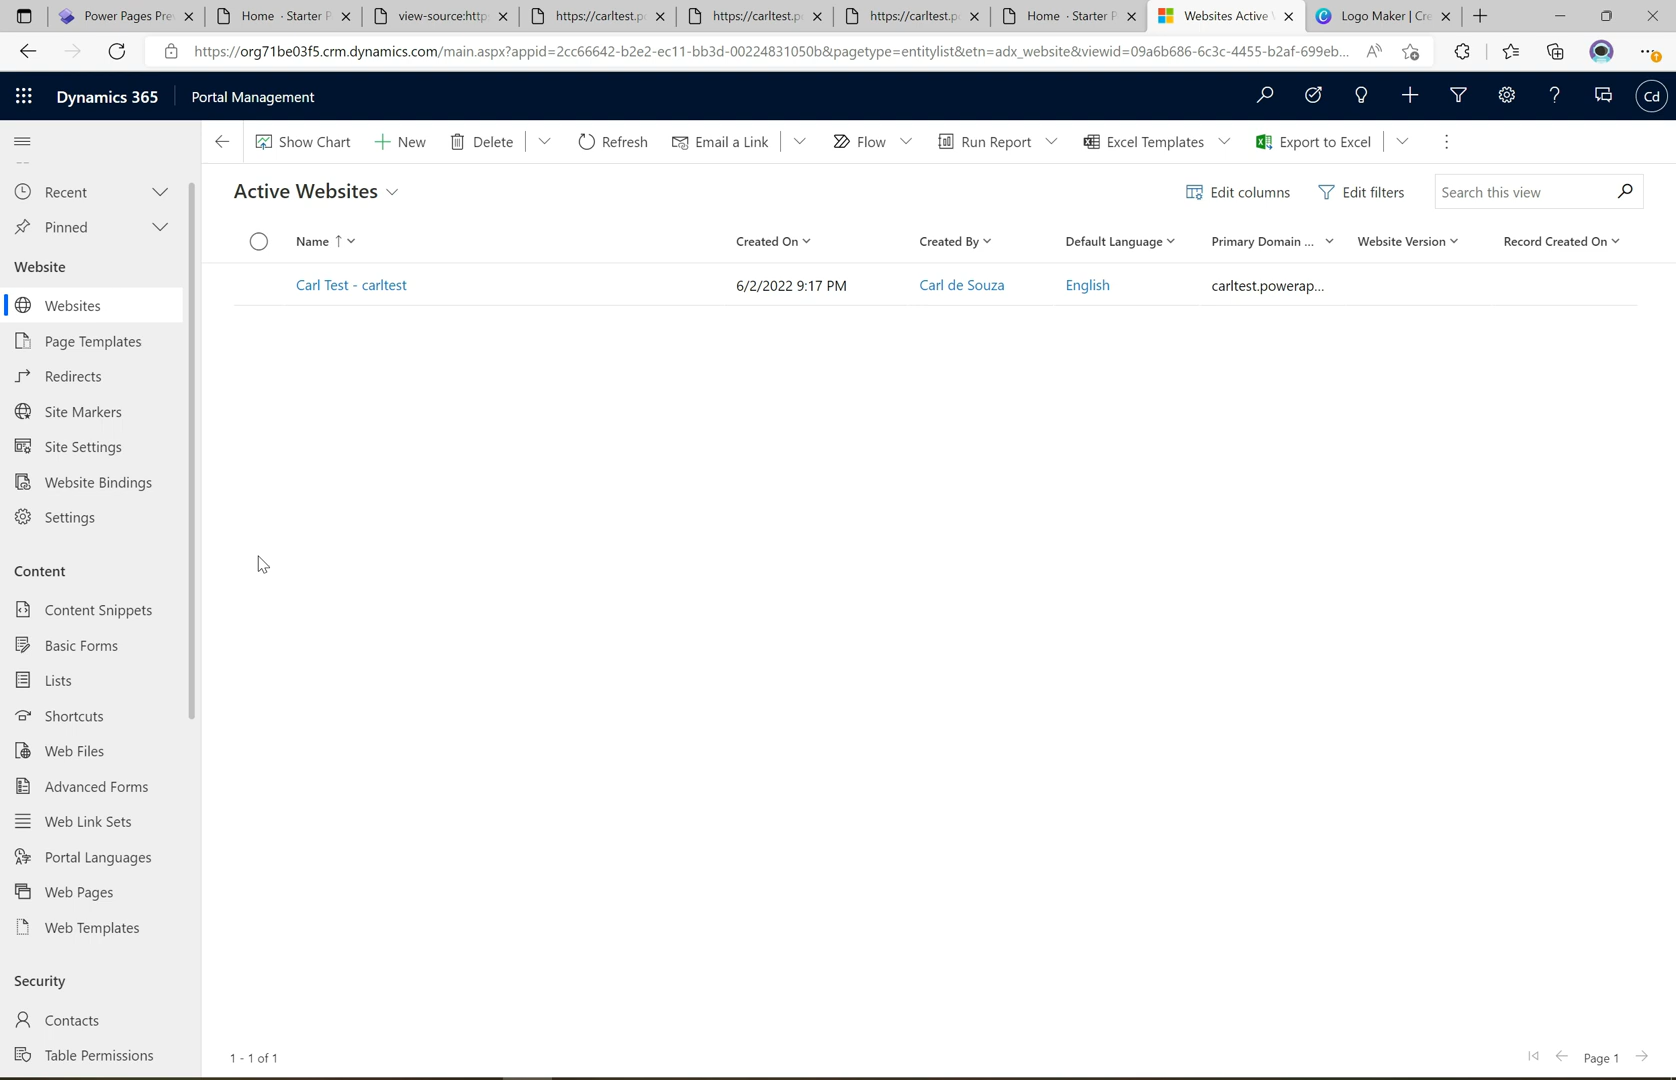 Power Pages Pre
Home · Starter P
view-source:http
https://carltest.p
https://carltest.p
https://carltest.p
Home · Starter P
Websites Active
Logo Maker | Cre
https://org71be03f5.crm.dynamics.com/main.aspx?appid=2cc66642-b2e2-ec11-bb3d-00224831050b&pagetype=entitylist&etn=adx_website&viewid=09a6b686-6c3c-4455-b2af-699eb...
Dynamics 365
Portal Management
Cd
Show Chart
New
Delete
Refresh
Email a Link
Flow
Run Report
Excel Templates
Export to Excel
Recent
Pinned
Website
Websites
Page Templates
Redirects
Site Markers
Site Settings
Website Bindings
Settings
Content
Content Snippets
Basic Forms
Lists
Shortcuts
Web Files
Advanced Forms
Web Link Sets
Portal Languages
Web Pages
Web Templates
Security
Contacts
Table Permissions
Active Websites
Edit columns
Edit filters
Search this view
Name ↑ Created On Created By Default Language Primary Domain ... Website Version Record Created On
Carl Test - carltest 6/2/2022 9:17 PM Carl de Souza English carltest.powerap...
1 - 1 of 1
Page 1